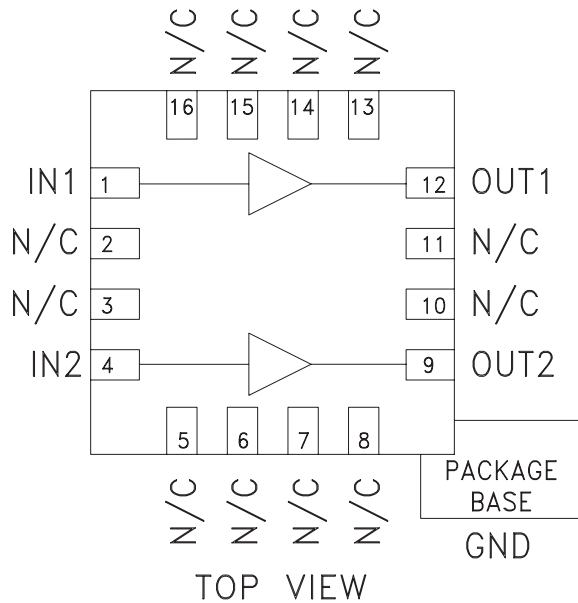 N/C N/C N/C N/C
16 15 14 13
IN1 1 12 OUT1
N/C 2 11 N/C
N/C 3 10 N/C
IN2 4 9 OUT2
5 6 7 8
N/C N/C N/C N/C
PACKAGE
BASE
GND
TOP VIEW